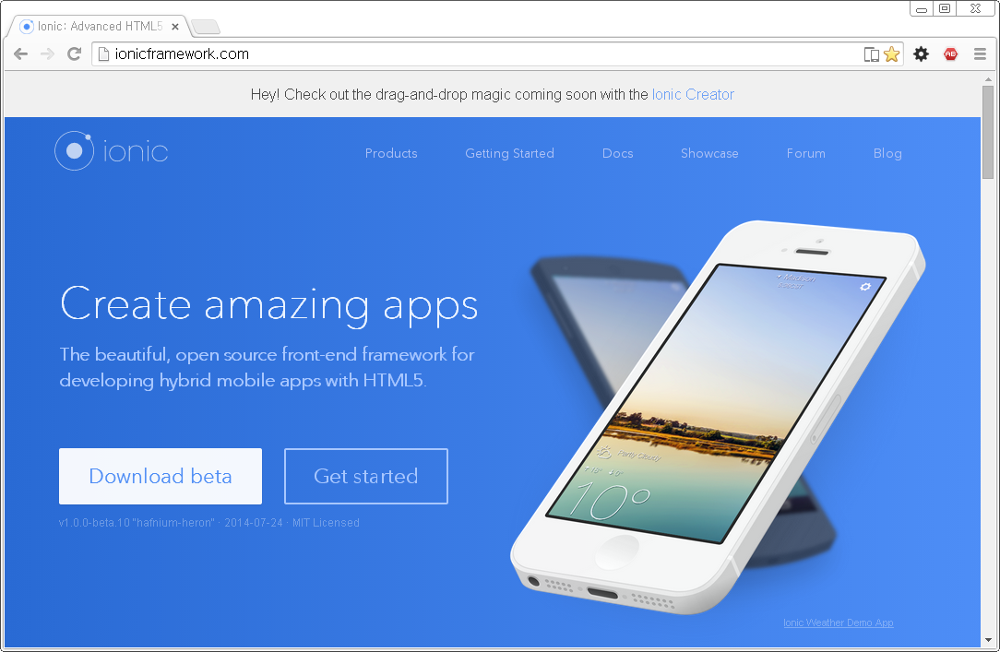 Ionic: Advanced HTML5
ionicframework.com
AB
Hey! Check out the drag-and-drop magic coming soon with the Ionic Creator
ionic
Products Getting Started Docs Showcase Forum Blog
Create amazing apps
The beautiful, open source front-end framework for
developing hybrid mobile apps with HTML5.
Download beta Get started
v1.0.0-beta.10 "hafnium-heron" · 2014-07-24 · MIT Licensed
Madison
Partly Cloudy
10°
Ionic Weather Demo App